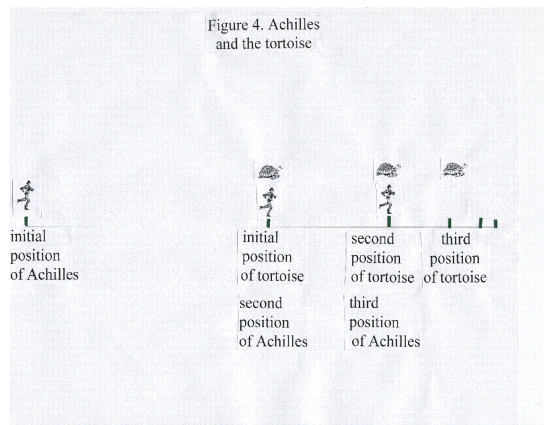 Figure 4. Achilles
and the tortoise
initial
position
of Achilles
initial
position
of tortoise
second
position
of Achilles
second
position
of tortoise
third
position
of Achilles
third
position
of tortoise